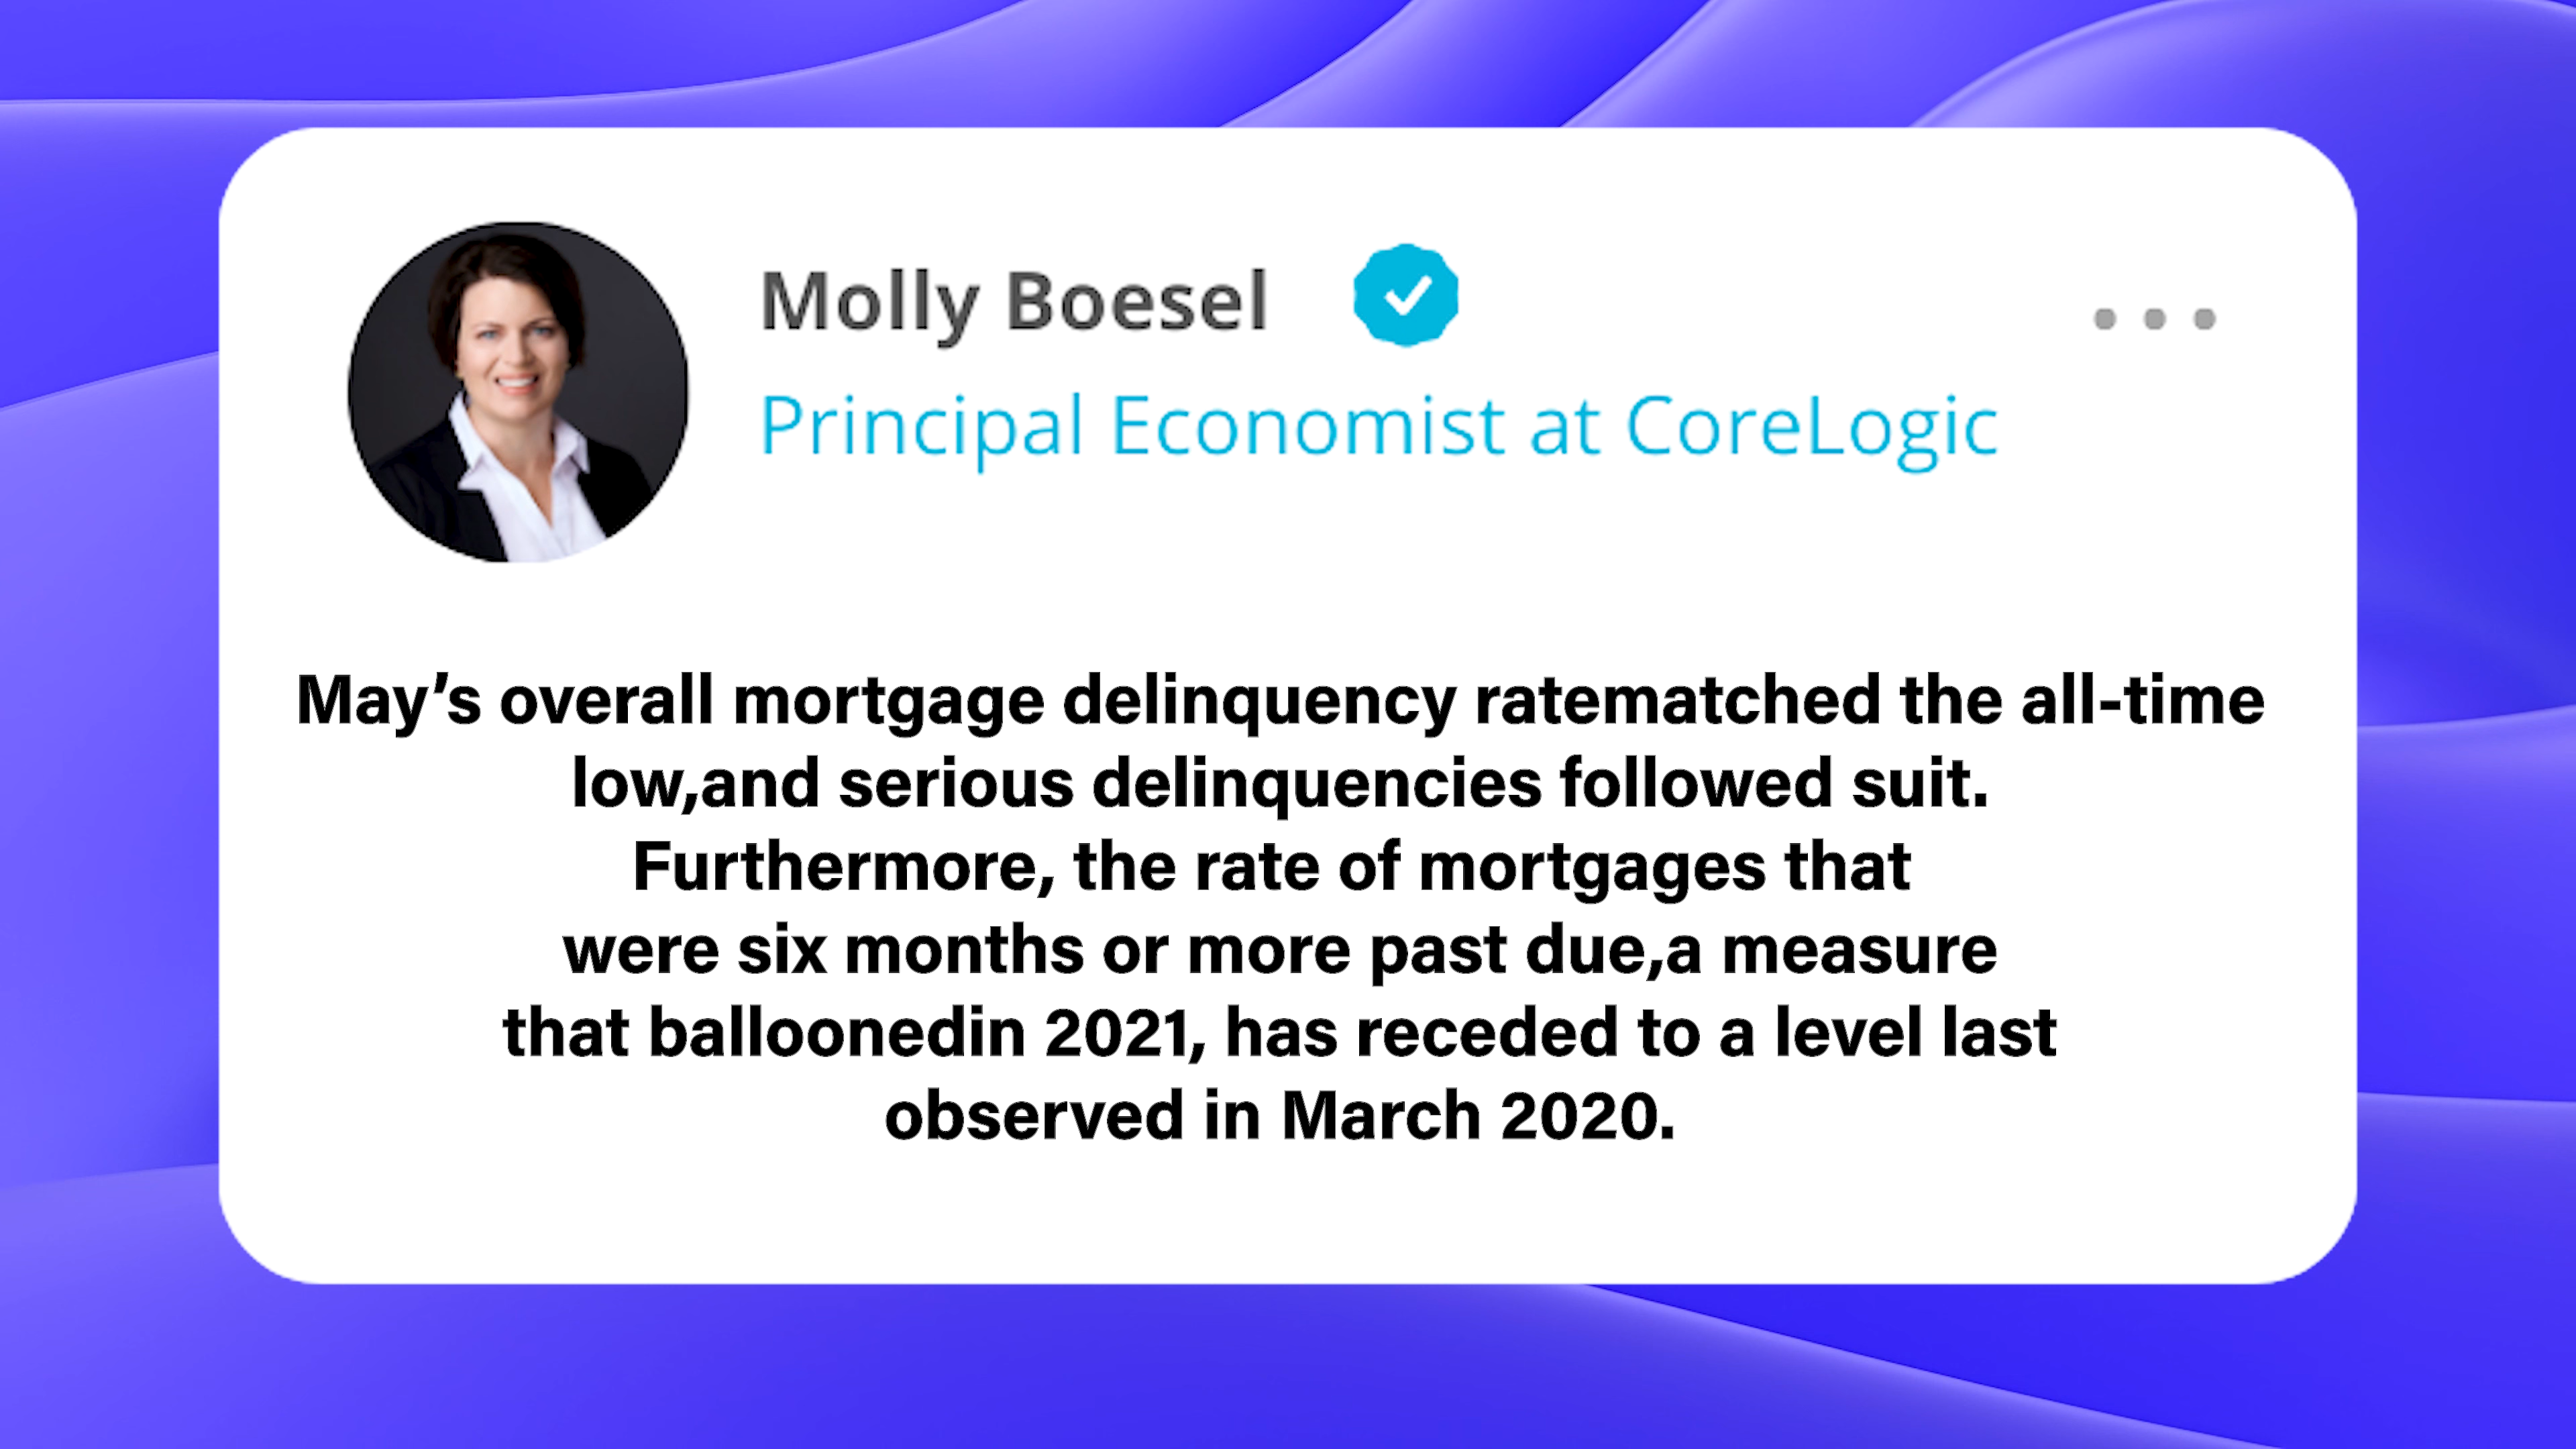 Molly Boesel
Principal Economist at CoreLogic
May’s overall mortgage delinquency ratematched the all-time
low,and serious delinquencies followed suit.
Furthermore, the rate of mortgages that
were six months or more past due,a measure
that balloonedin 2021, has receded to a level last
observed in March 2020.